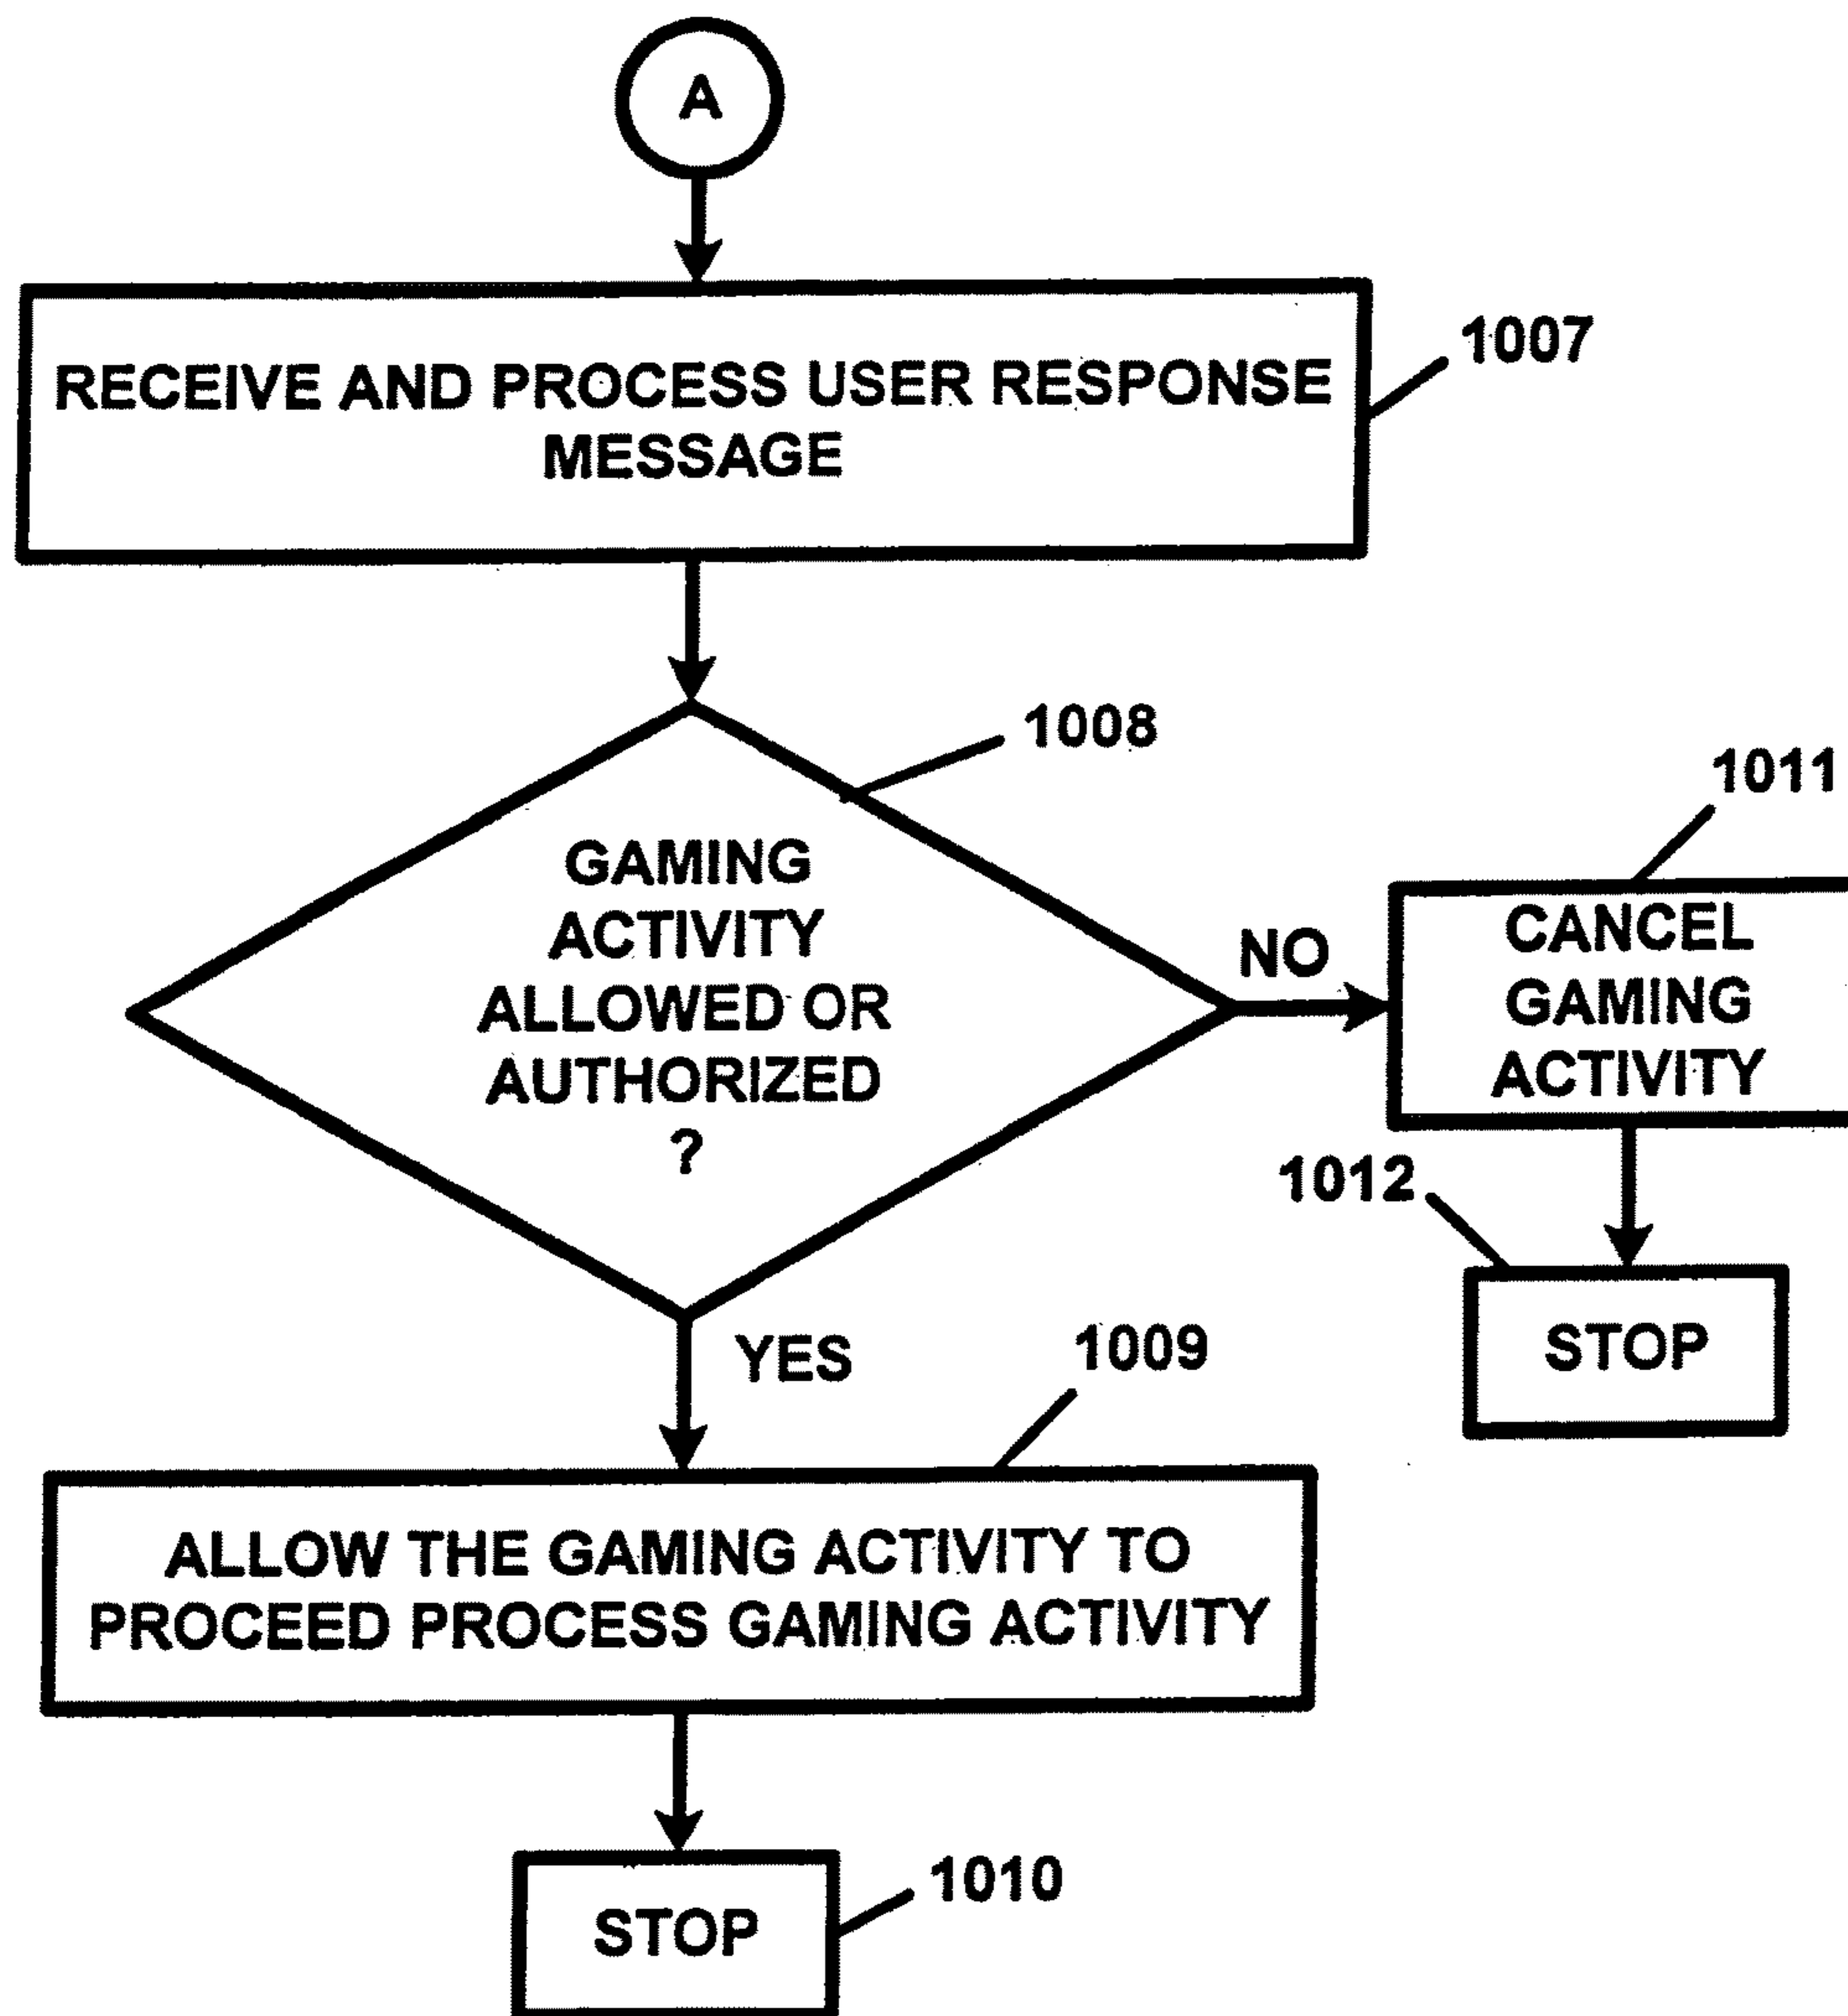 A
RECEIVE AND PROCESS USER RESPONSE
MESSAGE
1007
1008
GAMING
ACTIVITY
ALLOWED OR
AUTHORIZED
?
NO
1011
CANCEL
GAMING
ACTIVITY
1012
STOP
YES
1009
ALLOW THE GAMING ACTIVITY TO
PROCEED PROCESS GAMING ACTIVITY
1010
STOP